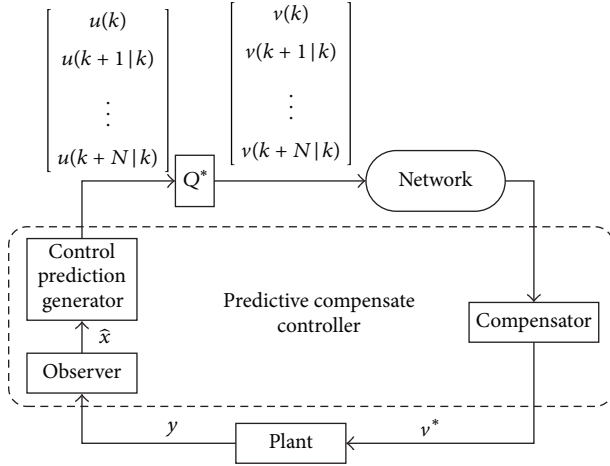 u(k)
u(k + 1|k)
⋮
u(k + N|k)
v(k)
v(k + 1|k)
⋮
v(k + N|k)
Q*
Network
Control
prediction
generator
Predictive compensate
controller
Compensator
x̂
Observer
y
Plant
v*